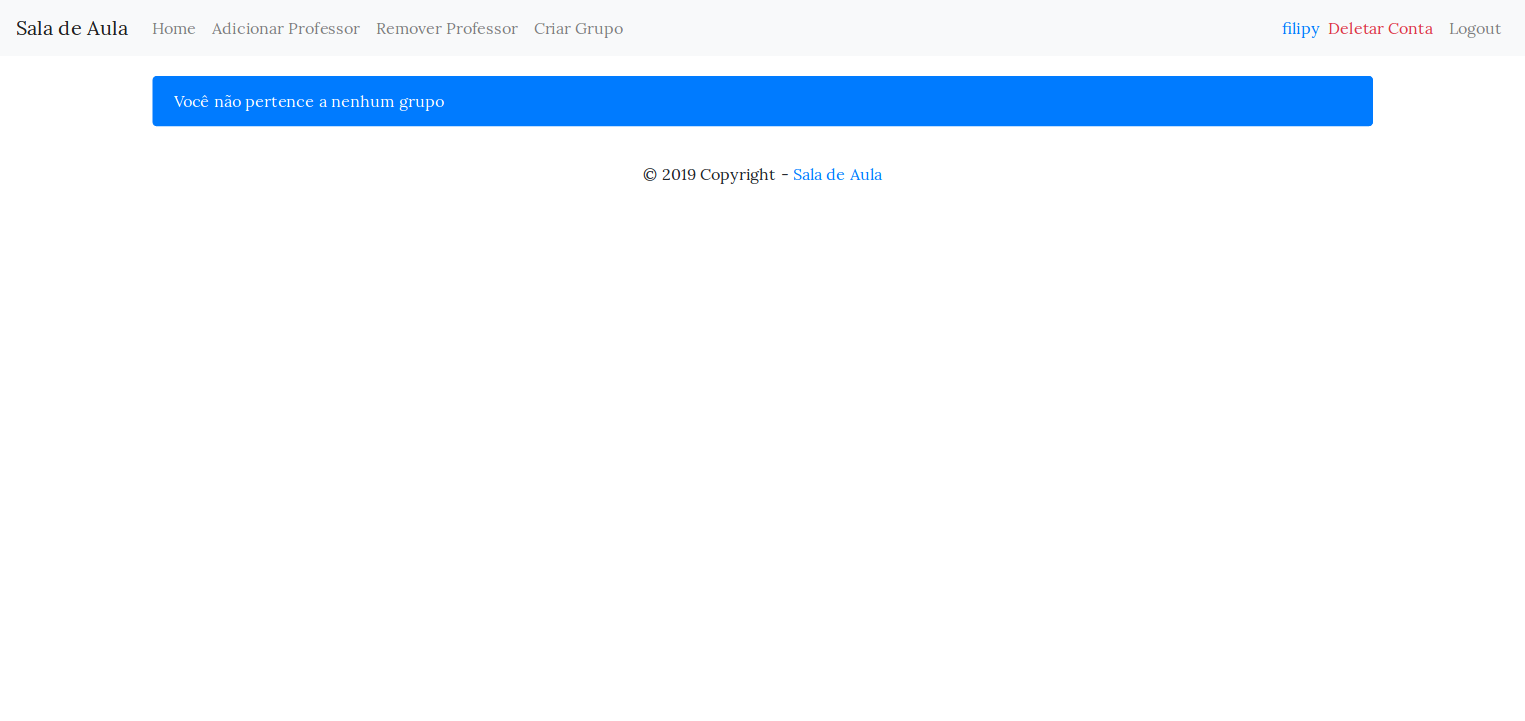 Sala de Aula Home Adicionar Professor Remover Professor Criar Grupo filipy Deletar Conta Logout
Você não pertence a nenhum grupo
© 2019 Copyright - Sala de Aula